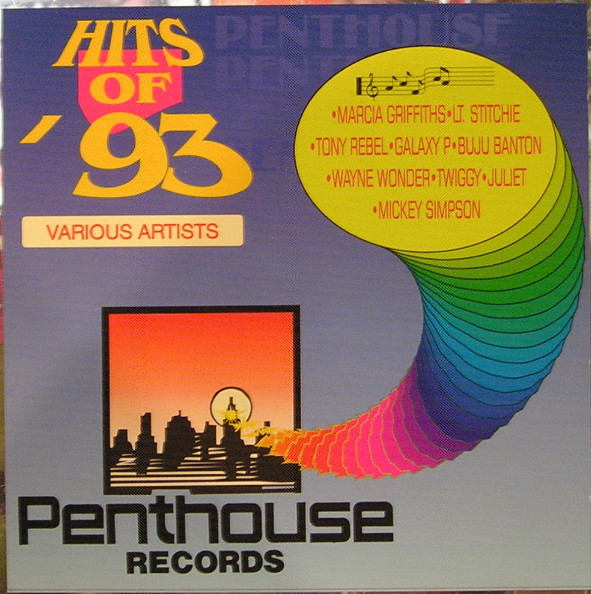 HITS
OF
'93
PENTHOUSE
VARIOUS ARTISTS
•MARCIA GRIFFITHS•LT. STITCHIE
•TONY REBEL•GALAXY P•BUJU BANTON
•WAYNE WONDER•TWIGGY•JULIET
•MICKEY SIMPSON
Penthouse
RECORDS